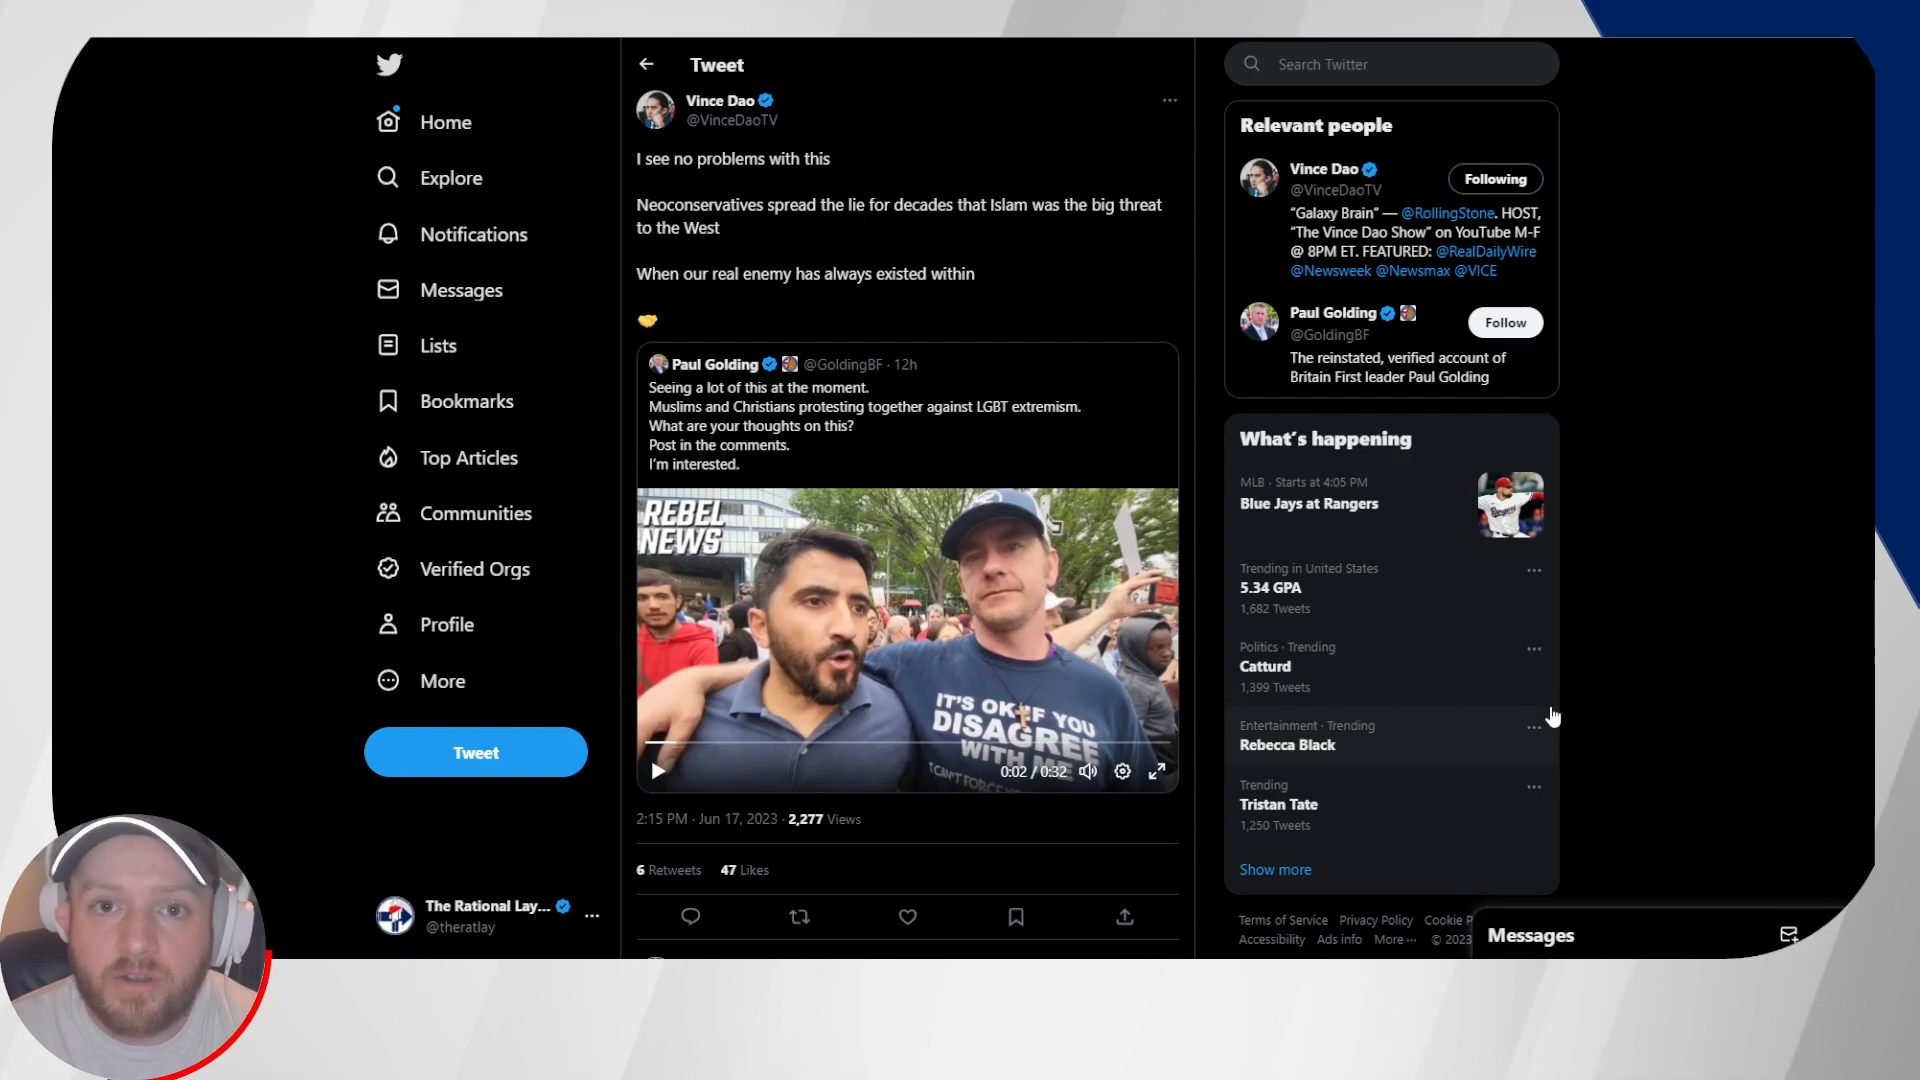 Home
Explore
Notifications
Messages
Lists
Bookmarks
Top Articles
Communities
Verified Orgs
Profile
More
Tweet
The Rational Lay...
@theratlay
Tweet
Vince Dao
@VinceDaoTV
I see no problems with this
Neoconservatives spread the lie for decades that Islam was the big threat
to the West
When our real enemy has always existed within
Paul Golding @GoldingBF · 12h
Seeing a lot of this at the moment.
Muslims and Christians protesting together against LGBT extremism.
What are your thoughts on this?
Post in the comments.
I'm interested.
REBEL
NEWS
IT'S OK IF YOU
DISAGREE
WITH ME
I CAN'T FORCE
0:02 / 0:32
2:15 PM · Jun 17, 2023 · 2,277 Views
6 Retweets 47 Likes
Search Twitter
Relevant people
Vince Dao
@VinceDaoTV
Following
"Galaxy Brain" — @RollingStone. HOST,
"The Vince Dao Show" on YouTube M-F
@ 8PM ET. FEATURED: @RealDailyWire
@Newsweek @Newsmax @VICE
Paul Golding
@GoldingBF
Follow
The reinstated, verified account of
Britain First leader Paul Golding
What's happening
MLB · Starts at 4:05 PM
Blue Jays at Rangers
Trending in United States
5.34 GPA
1,682 Tweets
Politics · Trending
Catturd
1,399 Tweets
Entertainment · Trending
Rebecca Black
Trending
Tristan Tate
1,250 Tweets
Show more
Terms of Service Privacy Policy Cookie P
Accessibility Ads info More ··· © 2023
Messages